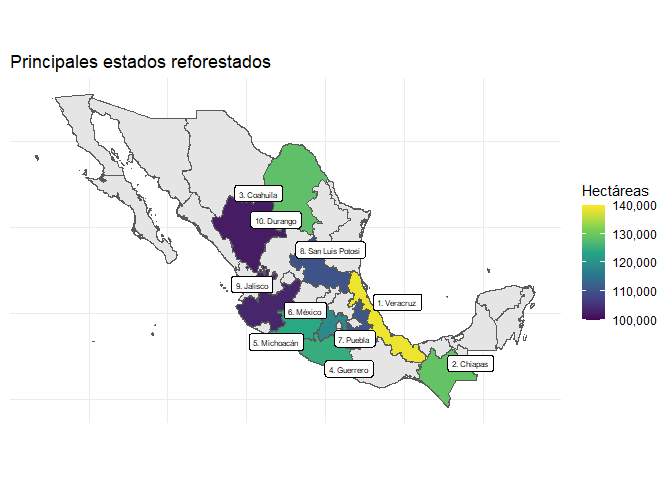 Principales estados reforestados
3. Coahuila
10. Durango
8. San Luis Potosí
9. Jalisco
1. Veracruz
6. México
5. Michoacán
7. Puebla
2. Chiapas
4. Guerrero
Hectáreas
140,000
130,000
120,000
110,000
100,000